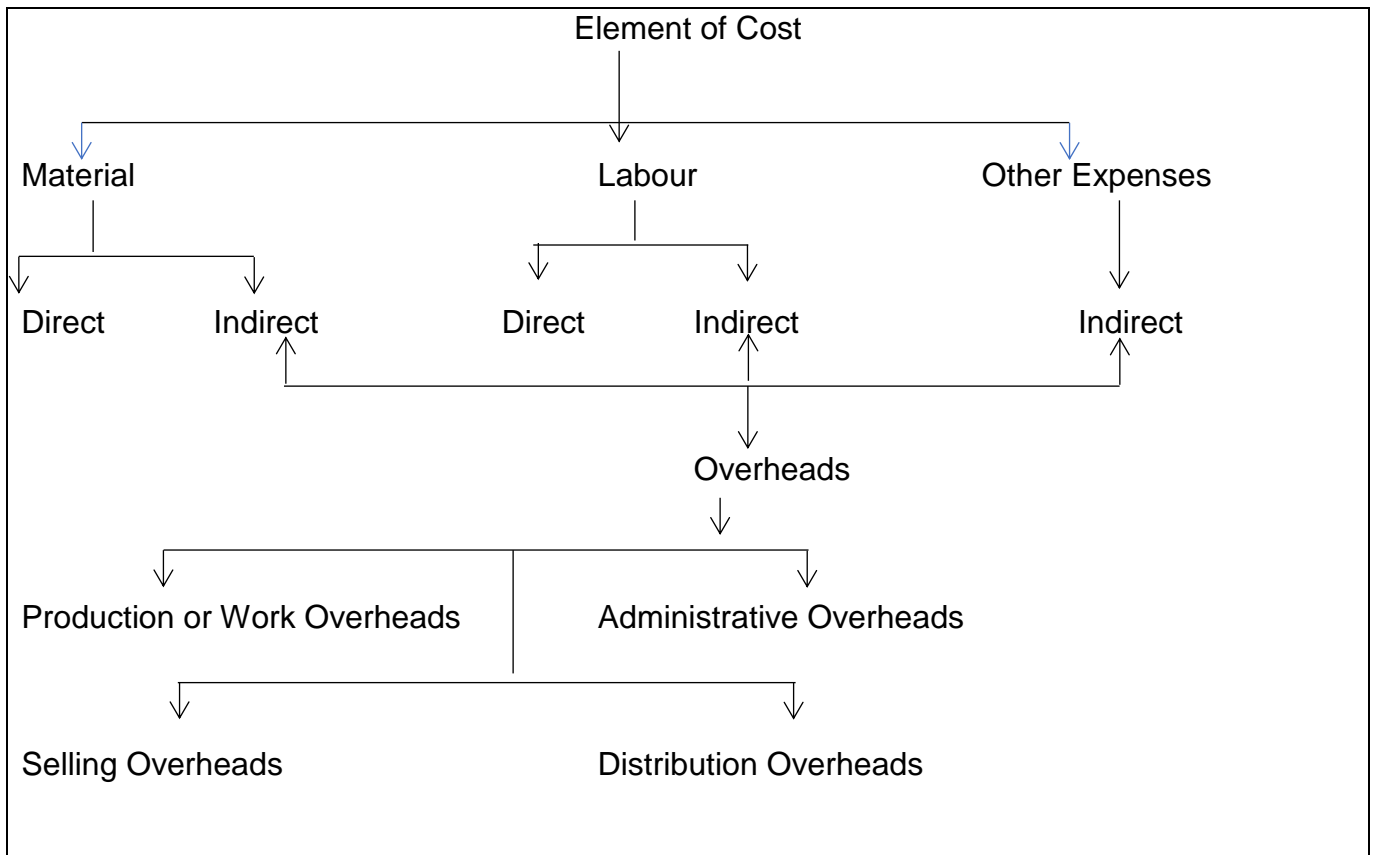 Element of Cost
Material Labour Other Expenses
Direct Indirect Direct Indirect Indirect
Overheads
Production or Work Overheads Administrative Overheads
Selling Overheads Distribution Overheads